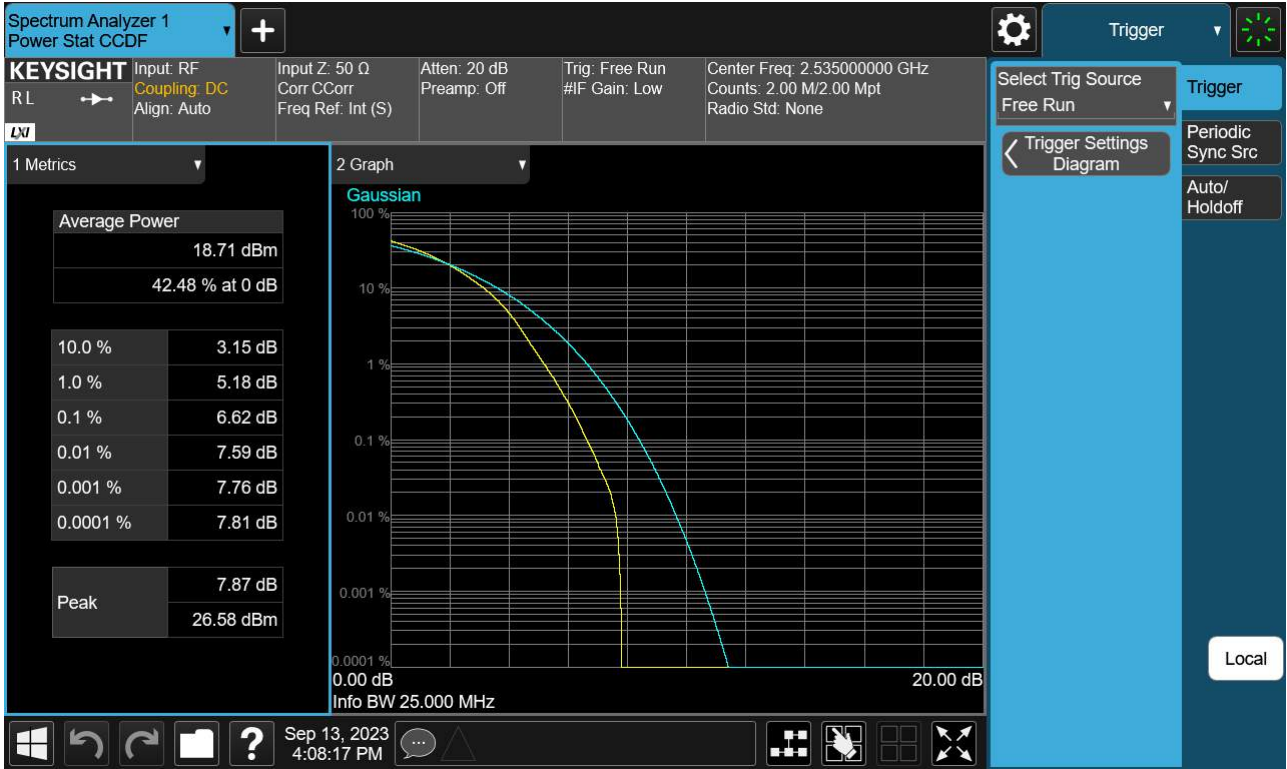 Spectrum Analyzer 1
Power Stat CCDF
Trigger
KEYSIGHT
RL
LXI
Input: RF
Coupling: DC
Align: Auto
Input Z: 50 Ω
Corr CCorr
Freq Ref: Int (S)
Atten: 20 dB
Preamp: Off
Trig: Free Run
#IF Gain: Low
Center Freq: 2.535000000 GHz
Counts: 2.00 M/2.00 Mpt
Radio Std: None
Select Trig Source
Free Run
Trigger Settings
Diagram
Trigger
Periodic
Sync Src
Auto/
Holdoff
1 Metrics
Average Power
18.71 dBm
42.48 % at 0 dB
10.0 % 3.15 dB
1.0 % 5.18 dB
0.1 % 6.62 dB
0.01 % 7.59 dB
0.001 % 7.76 dB
0.0001 % 7.81 dB
Peak
7.87 dB
26.58 dBm
2 Graph
Gaussian
100 %
10 %
1 %
0.1 %
0.01 %
0.001 %
0.0001 %
0.00 dB 20.00 dB
Info BW 25.000 MHz
Local
?
Sep 13, 2023
4:08:17 PM